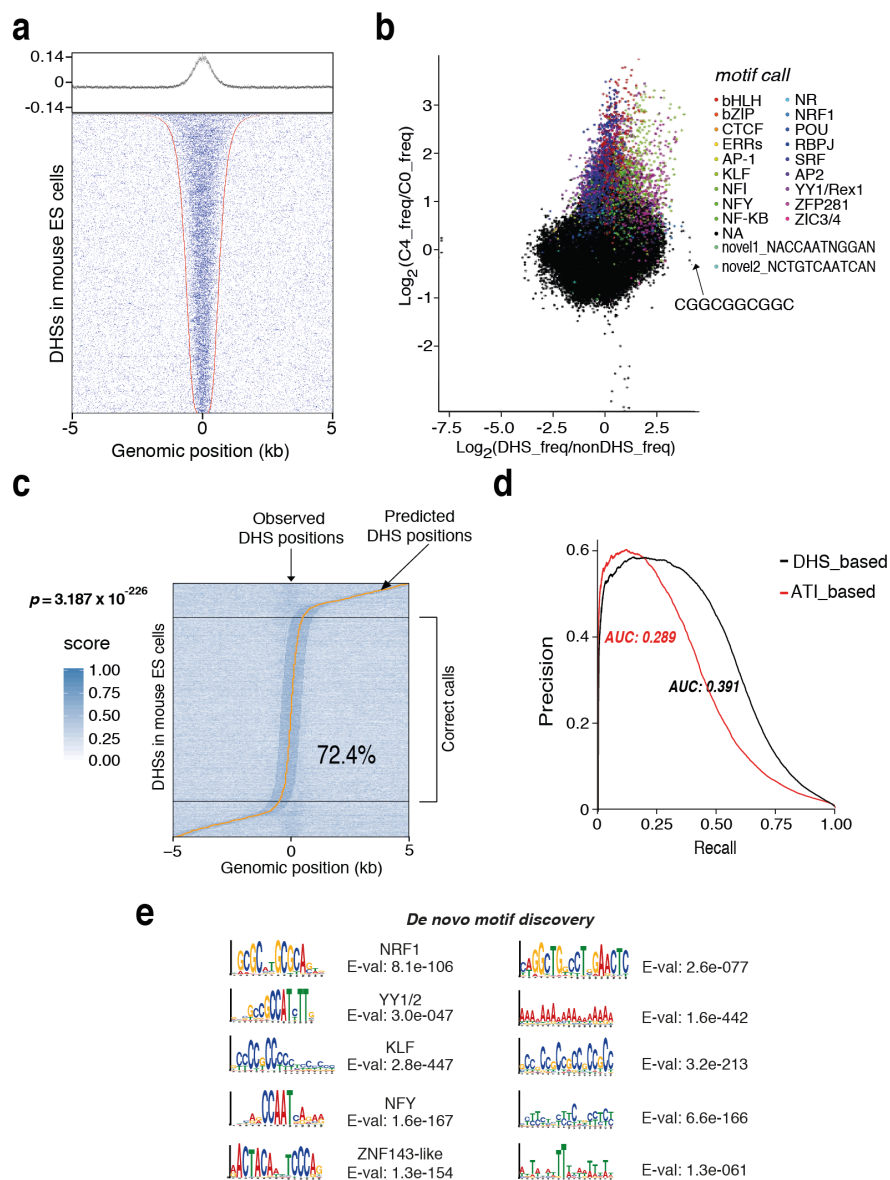 a
0.14
0
-0.14
DHSs in mouse ES cells
-5
0
5
Genomic position (kb)
b
Log2(C4_freq/C0_freq)
3
2
1
0
-1
-2
-7.5
-5.0
-2.5
0
2.5
Log2(DHS_freq/nonDHS_freq)
motif call
bHLH
bZIP
CTCF
ERRs
AP-1
KLF
NFI
NFY
NF-KB
NA
novel1_NACCAATNGGAN
novel2_NCTGTCAATCAN
NR
NRF1
POU
RBPJ
SRF
AP2
YY1/Rex1
ZFP281
ZIC3/4
CGGCGGCGGC
c
Observed
DHS positions
Predicted
DHS positions
p = 3.187 x 10-226
score
1.00
0.75
0.50
0.25
0.00
DHSs in mouse ES cells
72.4%
Correct calls
−5
0
5
Genomic position (kb)
d
Precision
0.6
0.4
0.2
0
0
0.25
0.50
0.75
1.00
Recall
DHS_based
ATI_based
AUC: 0.289
AUC: 0.391
e
De novo motif discovery
NRF1
E-val: 8.1e-106
YY1/2
E-val: 3.0e-047
KLF
E-val: 2.8e-447
NFY
E-val: 1.6e-167
ZNF143-like
E-val: 1.3e-154
E-val: 2.6e-077
E-val: 1.6e-442
E-val: 3.2e-213
E-val: 6.6e-166
E-val: 1.3e-061